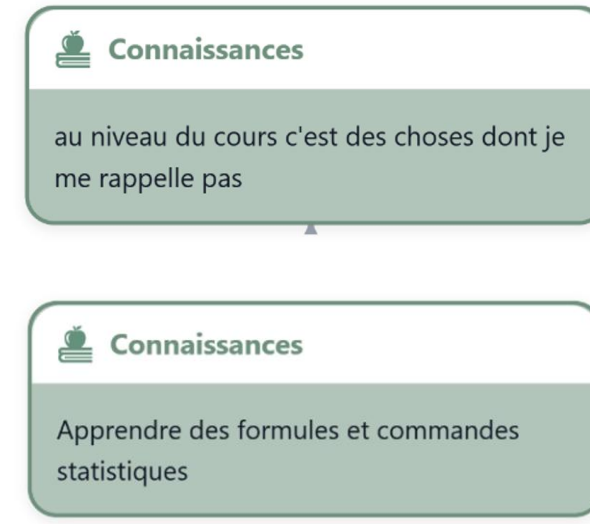 Connaissances
au niveau du cours c'est des choses dont je
me rappelle pas
Connaissances
Apprendre des formules et commandes
statistiques